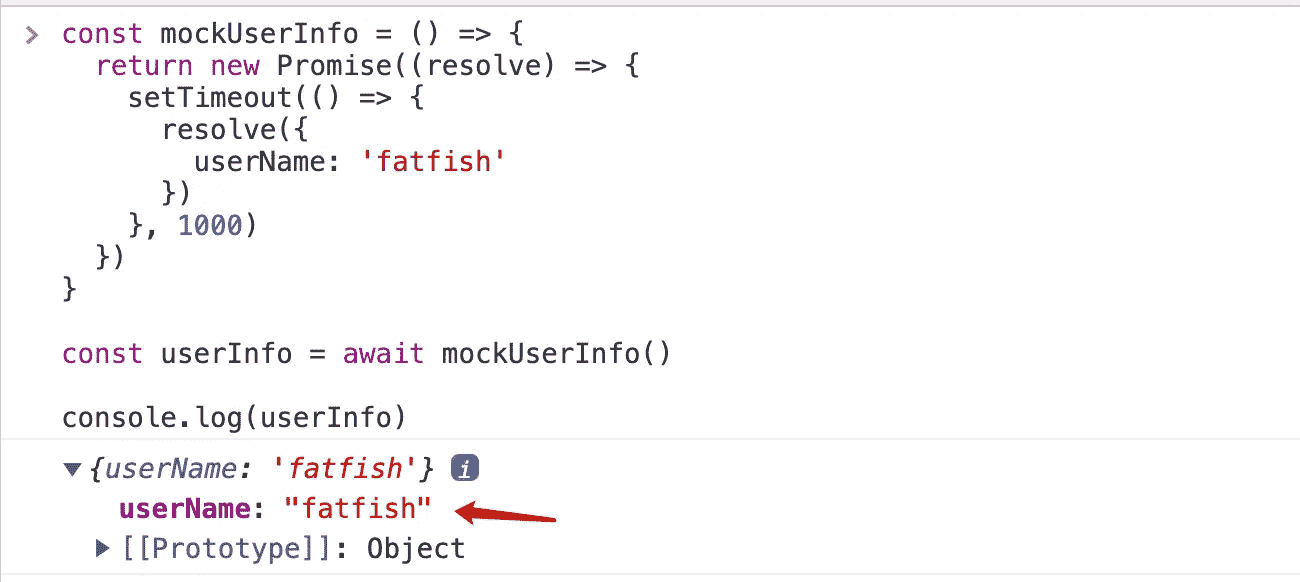 const mockUserInfo = () => {
return new Promise((resolve) => {
setTimeout(() => {
resolve({
userName: 'fatfish'
})
}, 1000)
})
}
const userInfo = await mockUserInfo()
console.log(userInfo)
{userName: 'fatfish'} i
userName: "fatfish"
[[Prototype]]: Object